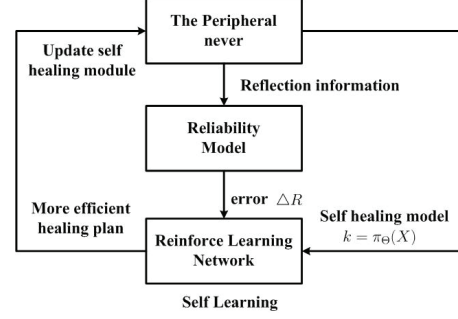 The Peripheral
never
Update self
healing module
Reflection information
Reliability
Model
error △R
More efficient
healing plan
Self healing model
k = π_Θ(X)
Reinforce Learning
Network
Self Learning